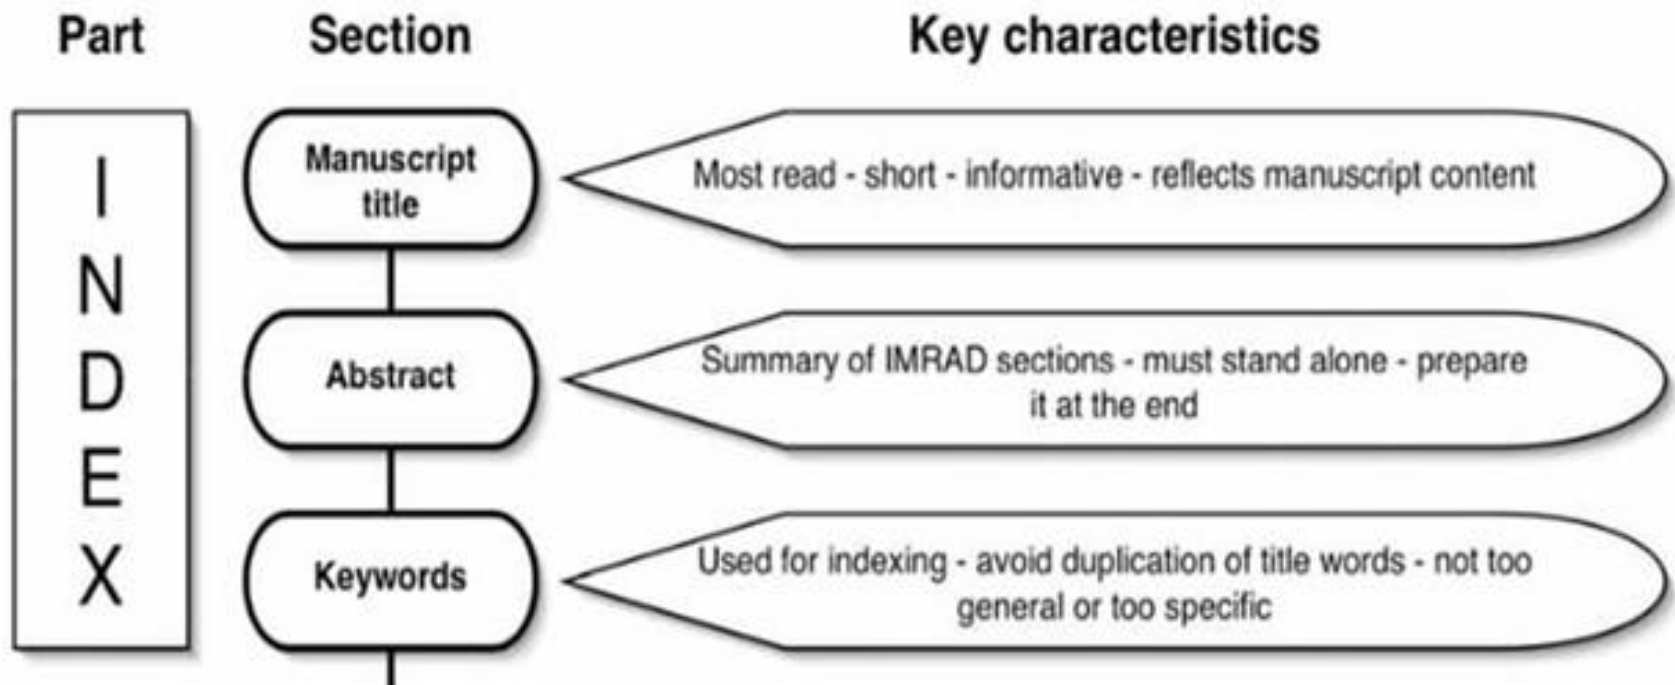 Part Section Key characteristics
INDEX
Manuscript
title
Most read - short - informative - reflects manuscript content
Abstract
Summary of IMRAD sections - must stand alone - prepare
it at the end
Keywords
Used for indexing - avoid duplication of title words - not too
general or too specific